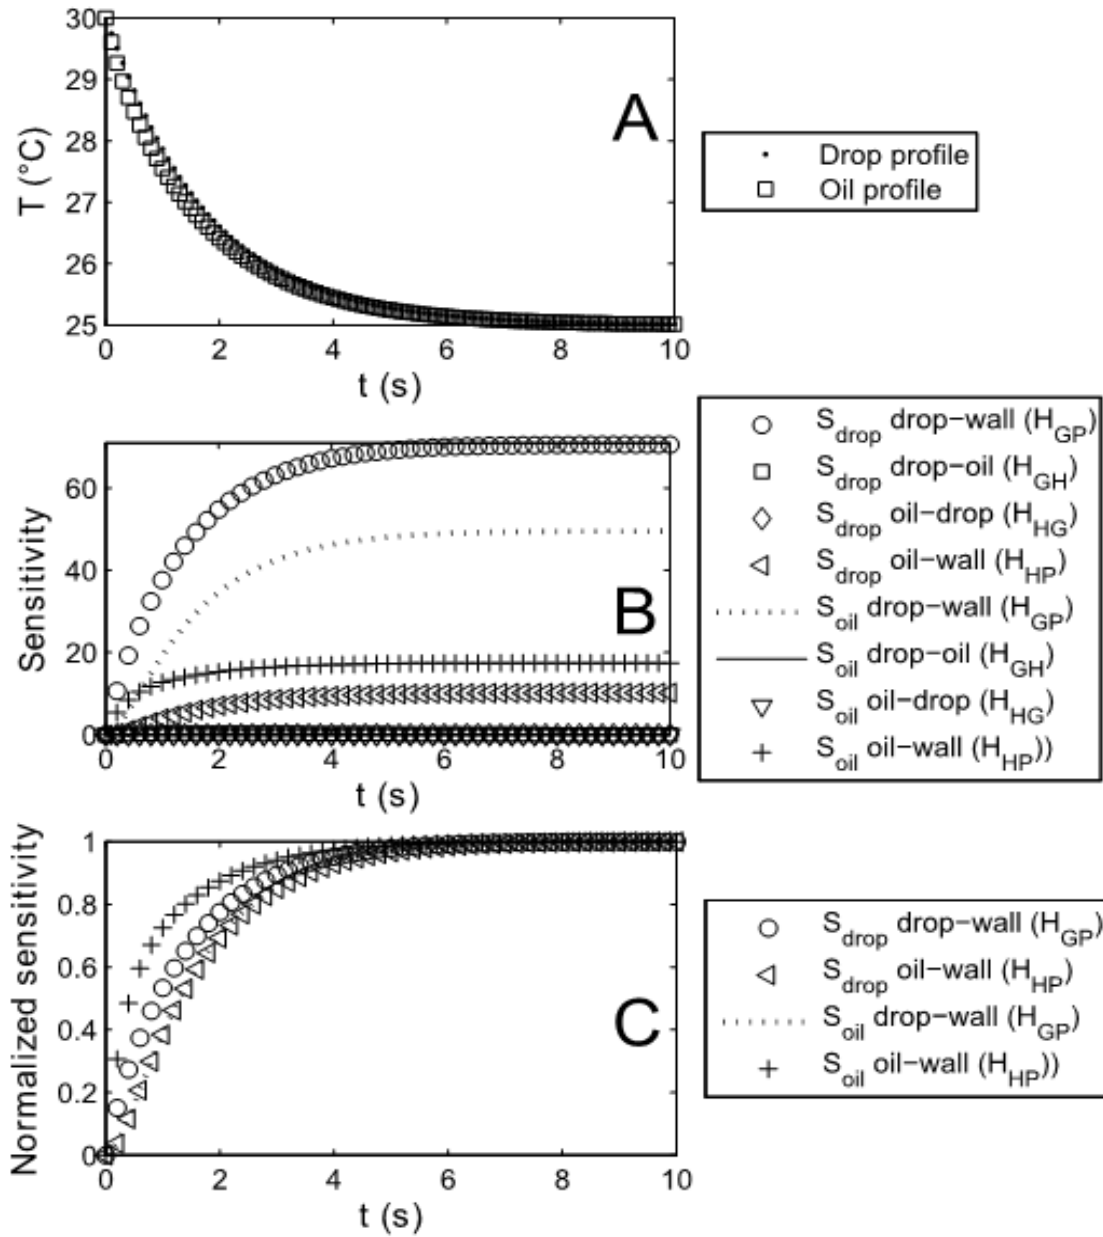 30
29
28
27
26
25
T (°C)
A
0 2 4 6 8 10
t (s)
Drop profile
Oil profile
60
40
20
0
Sensitivity
B
0 2 4 6 8 10
t (s)
S_drop drop−wall (H_GP)
S_drop drop−oil (H_GH)
S_drop oil−drop (H_HG)
S_drop oil−wall (H_HP)
S_oil drop−wall (H_GP)
S_oil drop−oil (H_GH)
S_oil oil−drop (H_HG)
S_oil oil−wall (H_HP))
1
0.8
0.6
0.4
0.2
0
Normalized sensitivity
C
0 2 4 6 8 10
t (s)
S_drop drop−wall (H_GP)
S_drop oil−wall (H_HP)
S_oil drop−wall (H_GP)
S_oil oil−wall (H_HP))